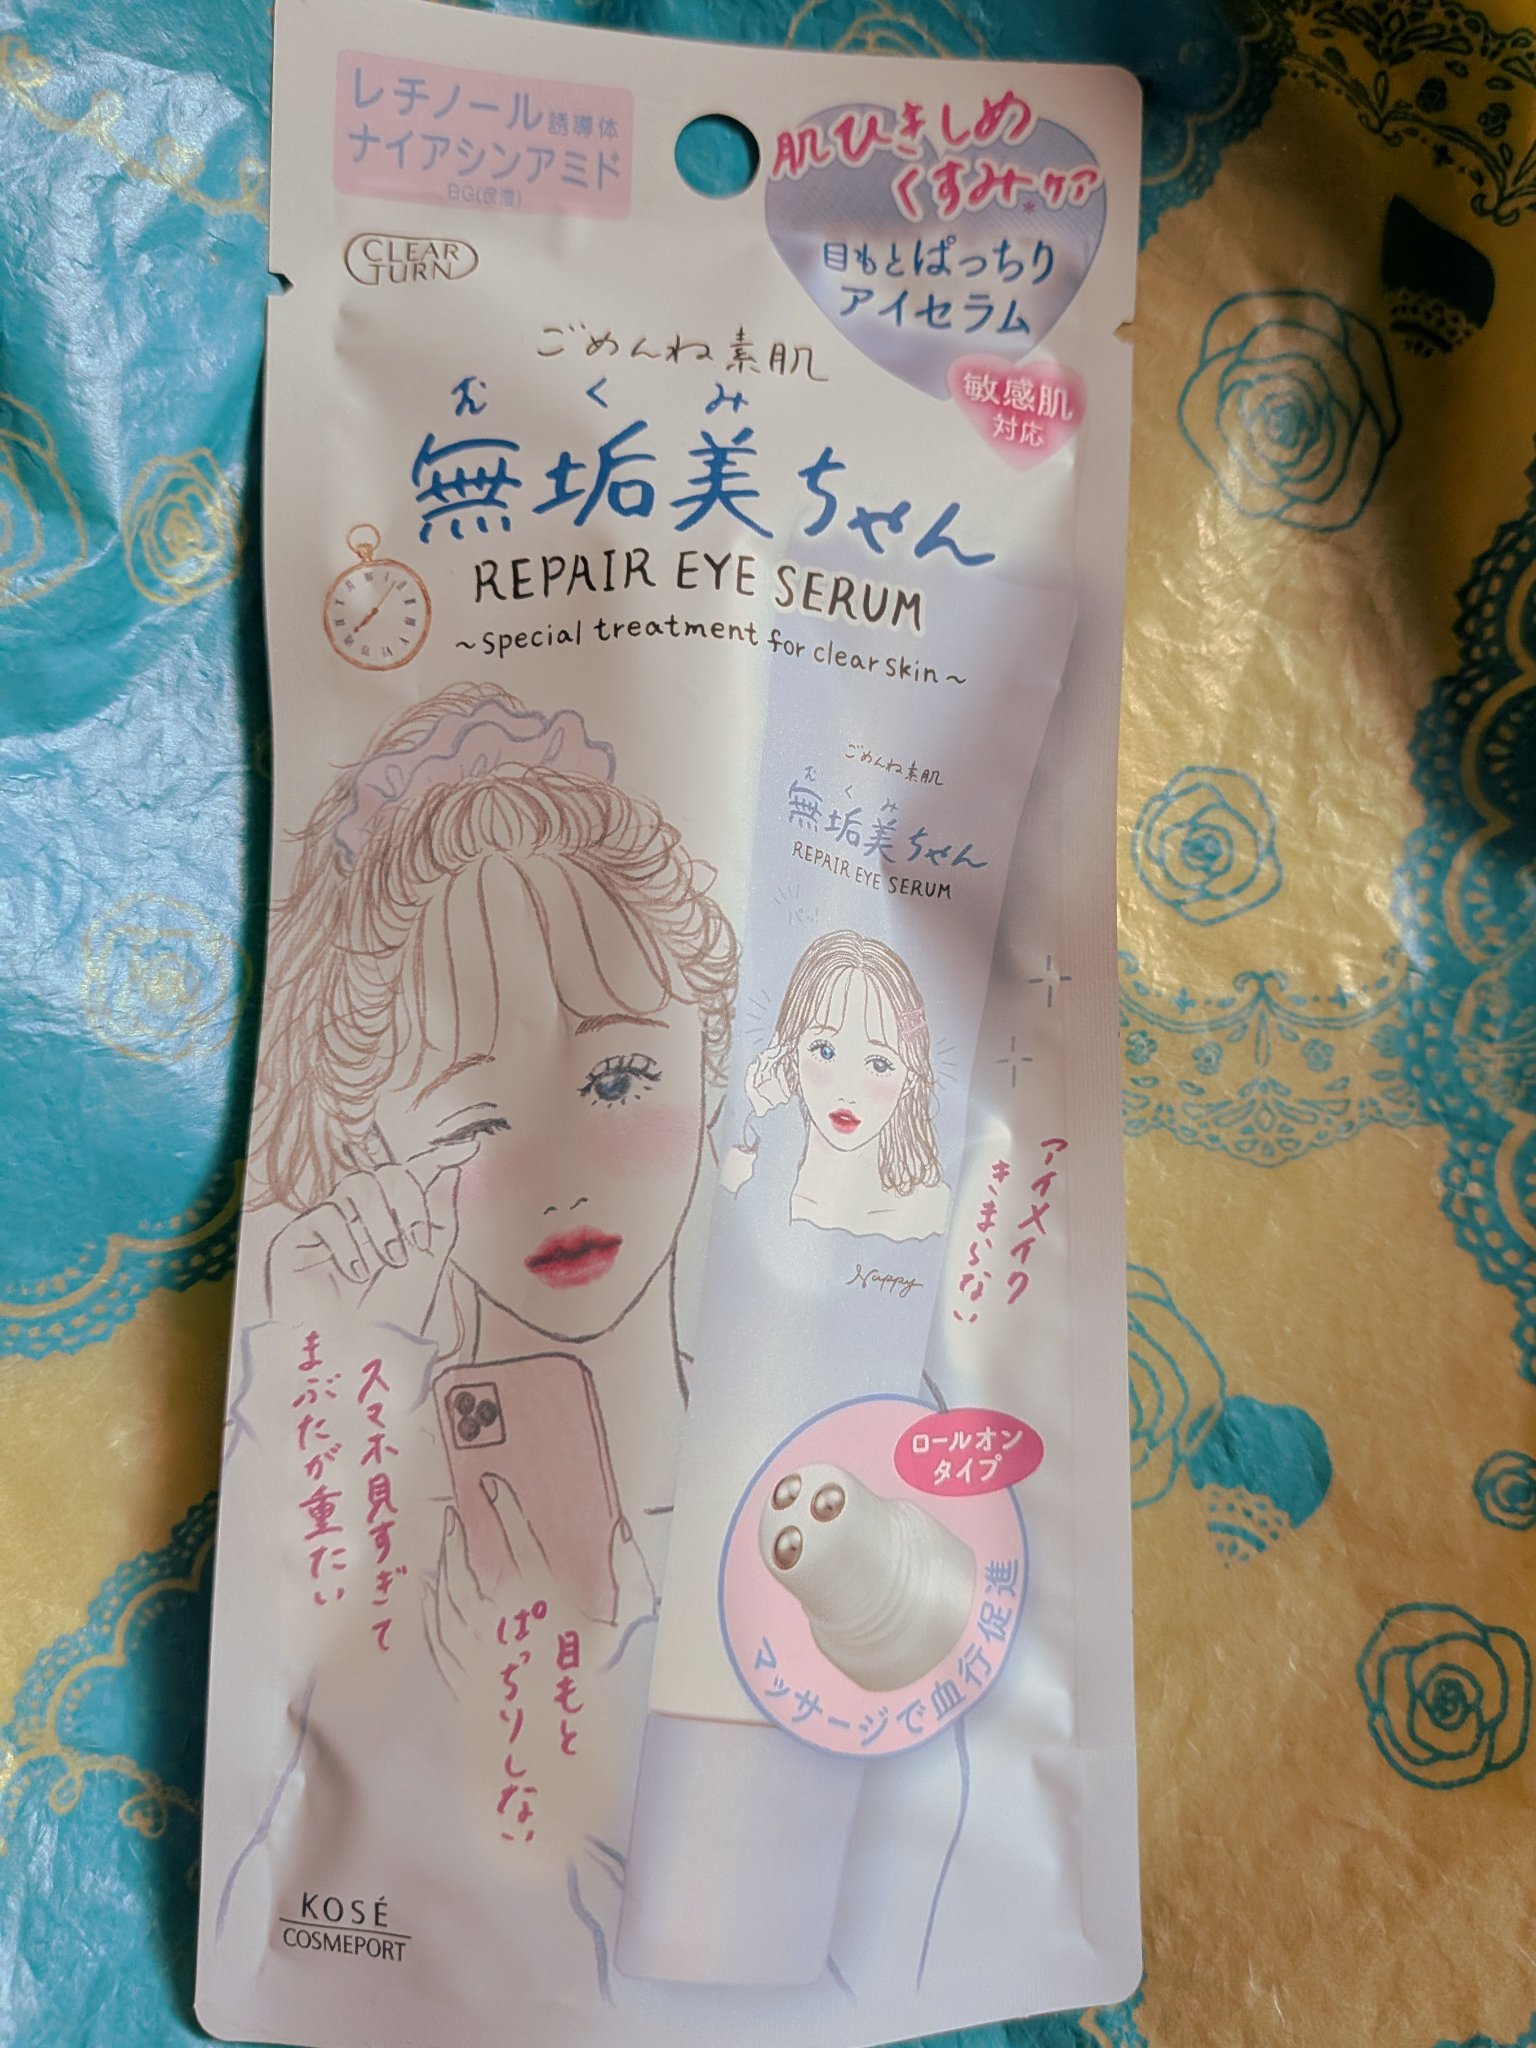 レチノール誘導体
ナイアシンアミド
BG(保湿)
肌ひきしめ
くすみ*ケア
目もとぱっちり
アイセラム
敏感肌
対応
CLEAR
TURN
ごめんね素肌
むくみ
無垢美ちゃん
REPAIR EYE SERUM
~special treatment for clear skin~
ごめんね素肌
むくみ
無垢美ちゃん
REPAIR EYE SERUM
パッ!
Nappy
アイメイク
きまらない
スマホ見すぎて
まぶたが重たい
目もと
ぱっちりしない
ロールオン
タイプ
マッサージで血行促進
KOSÉ
COSMEPORT